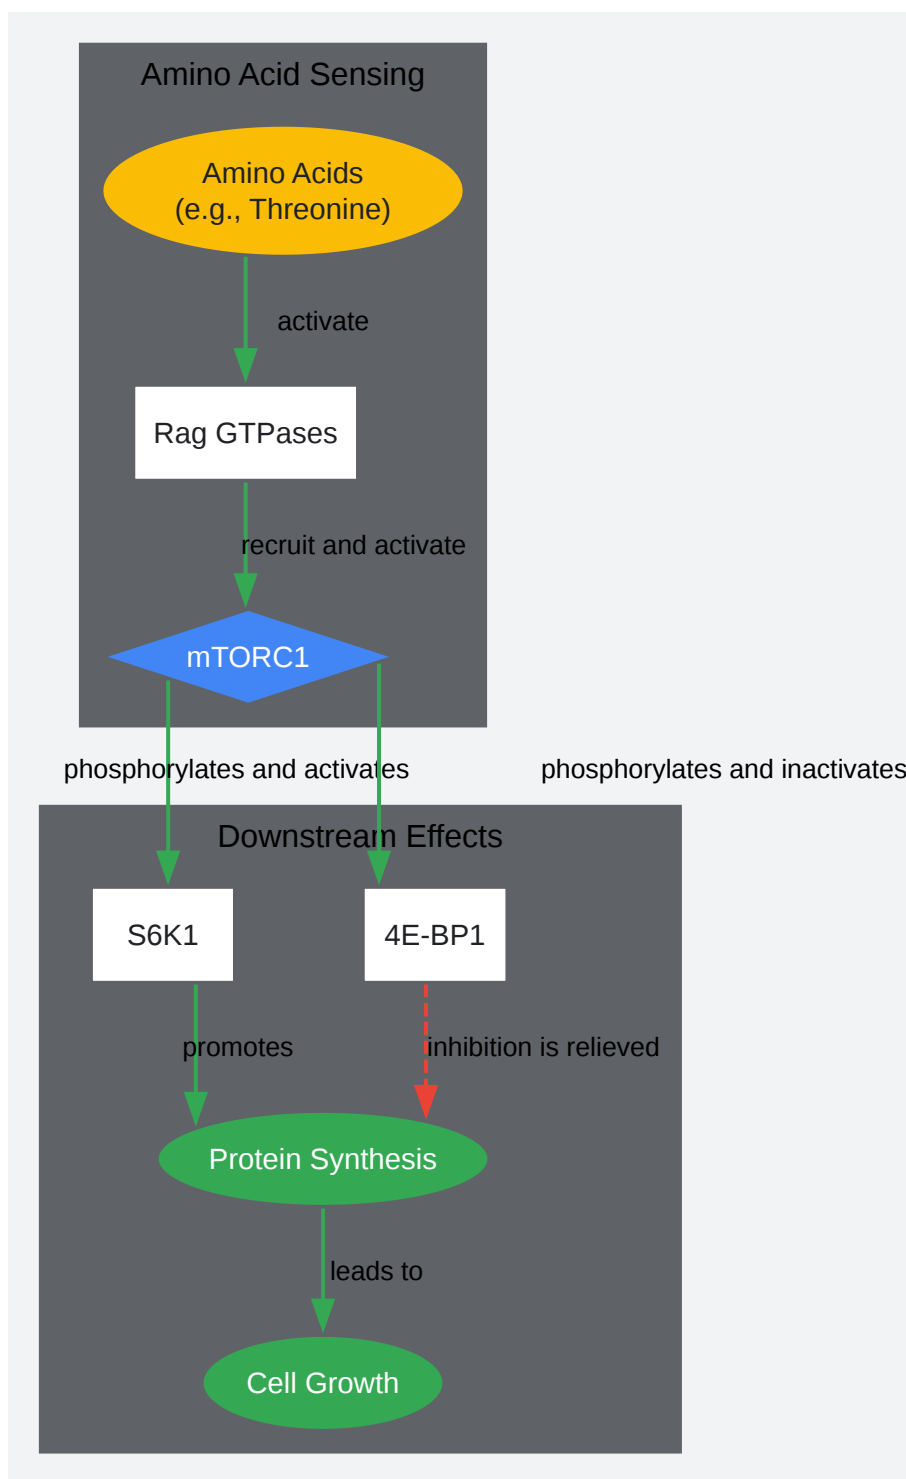 Amino Acid Sensing
Amino Acids
(e.g., Threonine)
activate
Rag GTPases
recruit and activate
mTORC1
phosphorylates and activates
phosphorylates and inactivates
Downstream Effects
S6K1
4E-BP1
promotes
inhibition is relieved
Protein Synthesis
leads to
Cell Growth